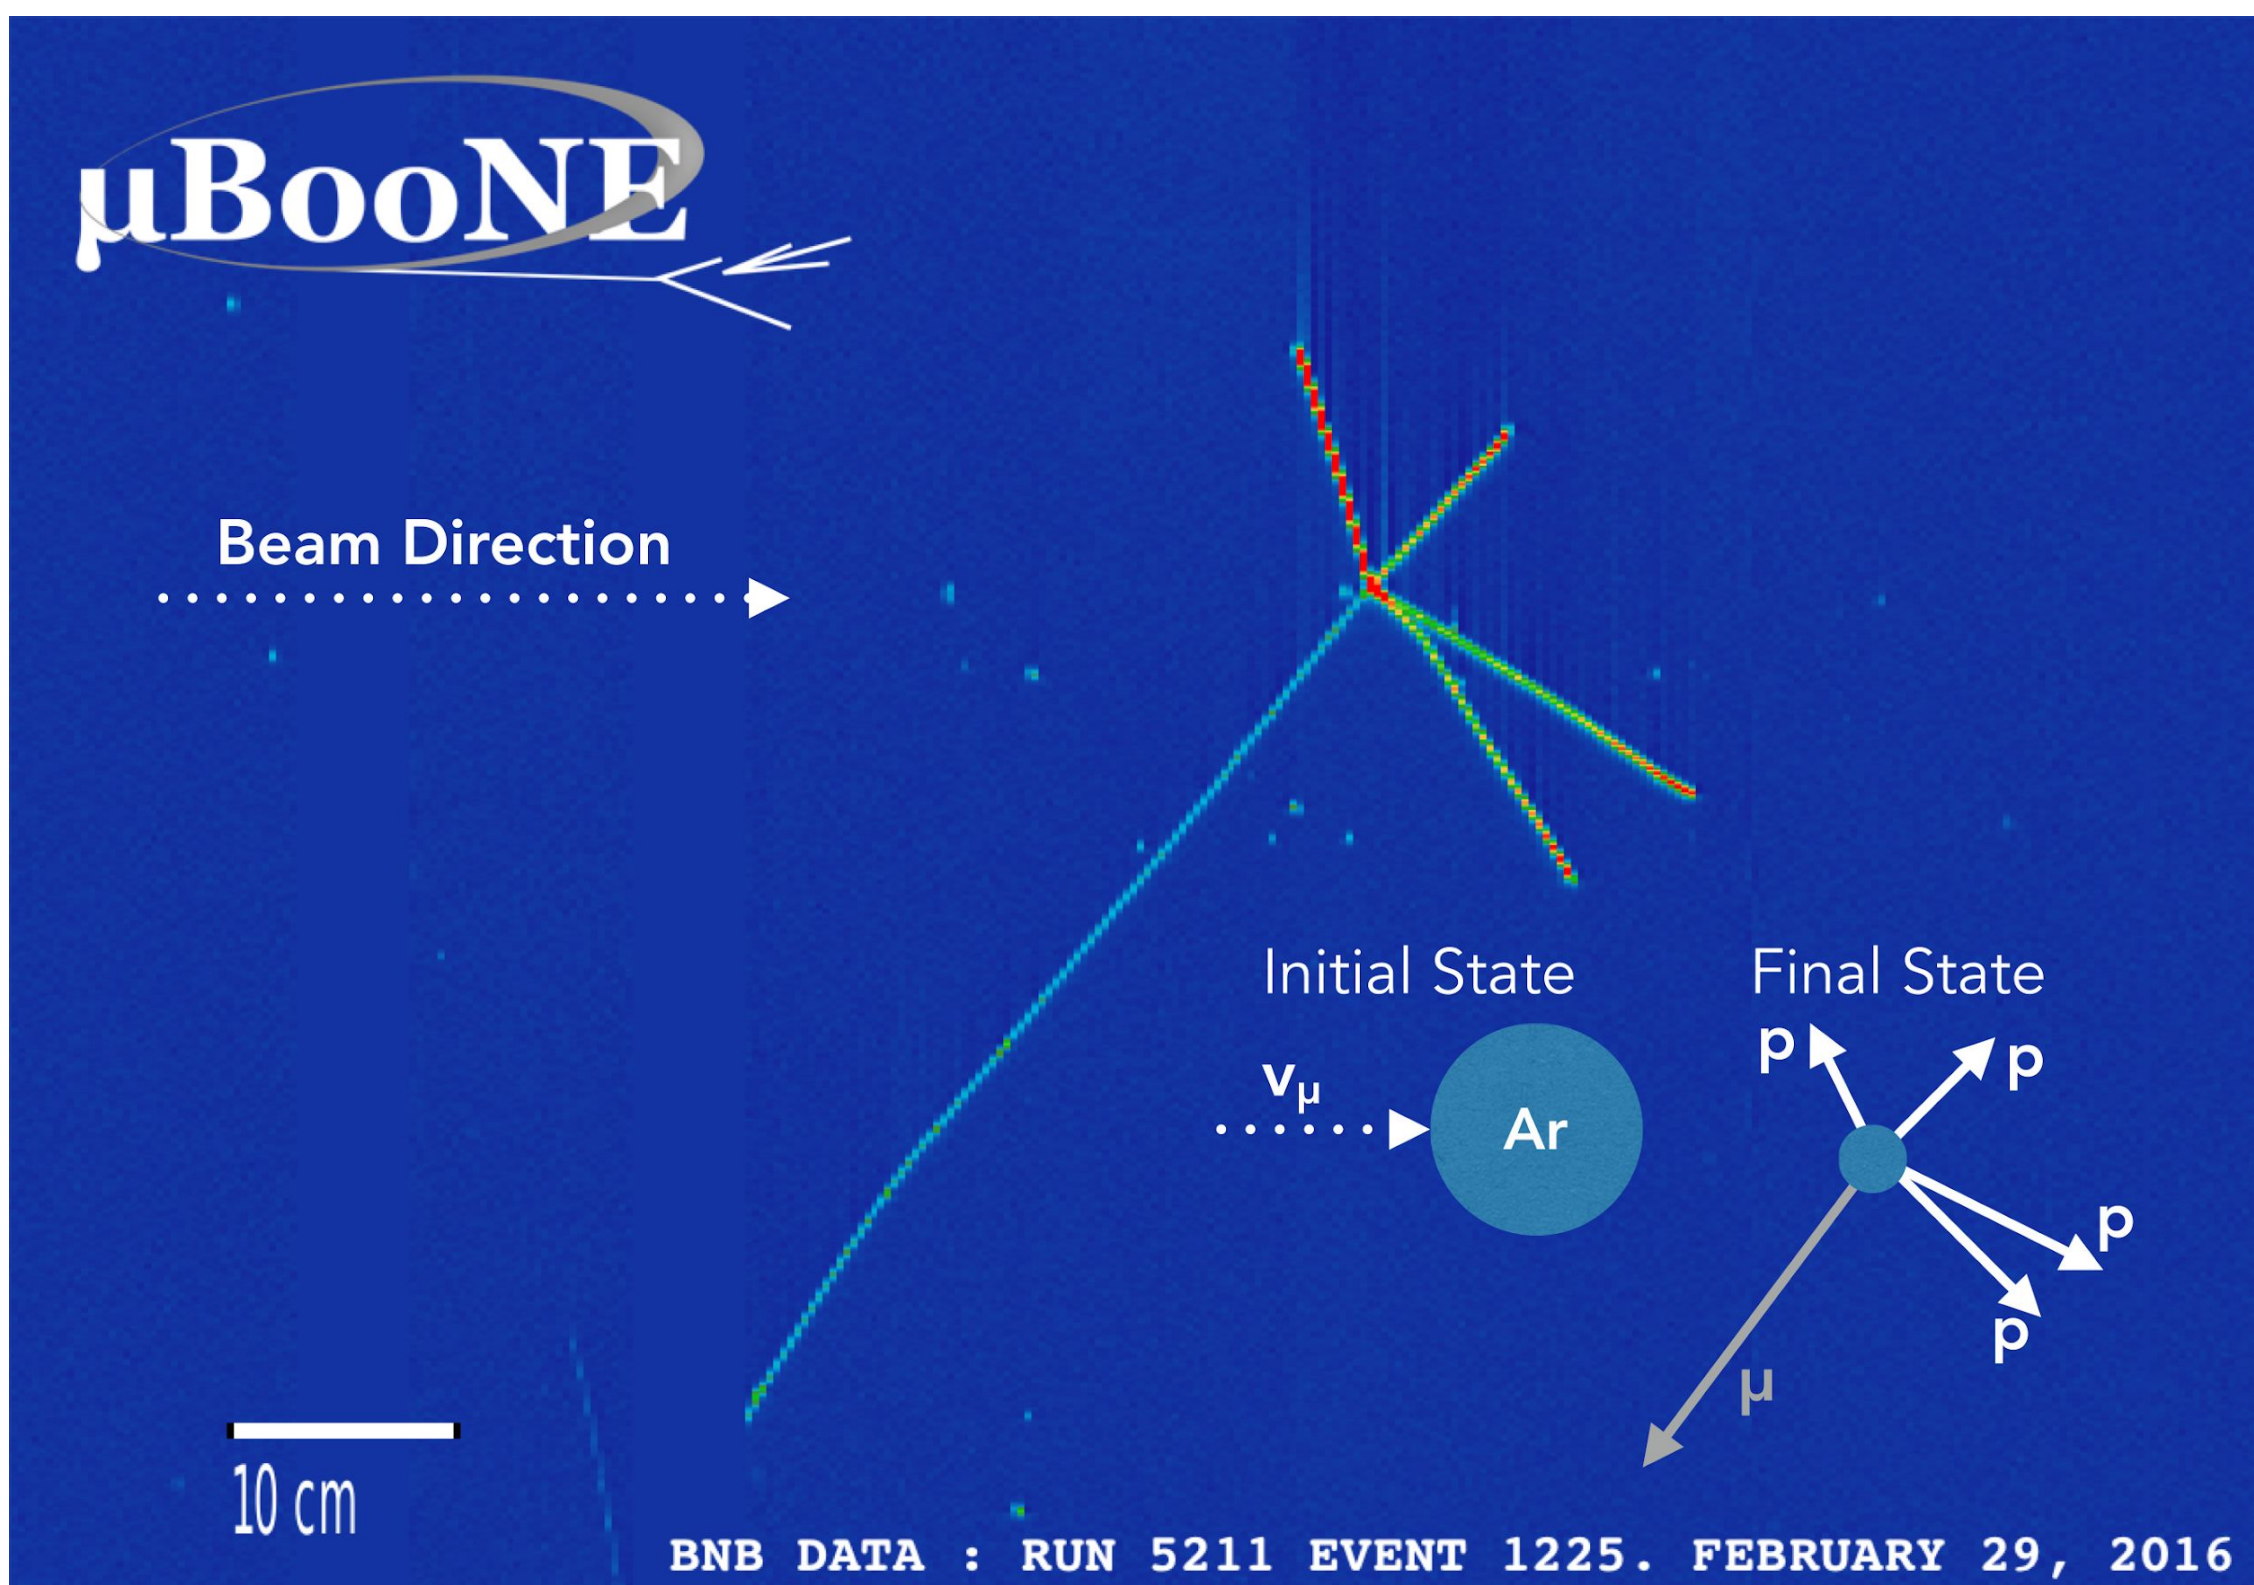 µBooNE
Beam Direction
Initial State
Final State
νμ
Ar
p
p
p
p
μ
10 cm
BNB DATA : RUN 5211 EVENT 1225. FEBRUARY 29, 2016